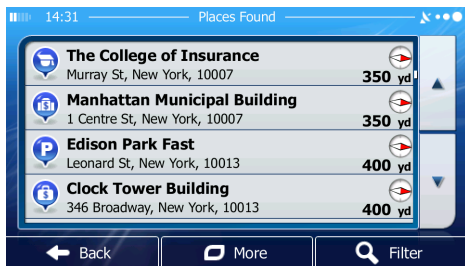 14:31
Places Found
The College of Insurance
Murray St, New York, 10007
350 yd
Manhattan Municipal Building
1 Centre St, New York, 10007
350 yd
Edison Park Fast
Leonard St, New York, 10013
400 yd
Clock Tower Building
346 Broadway, New York, 10013
400 yd
Back
More
Filter